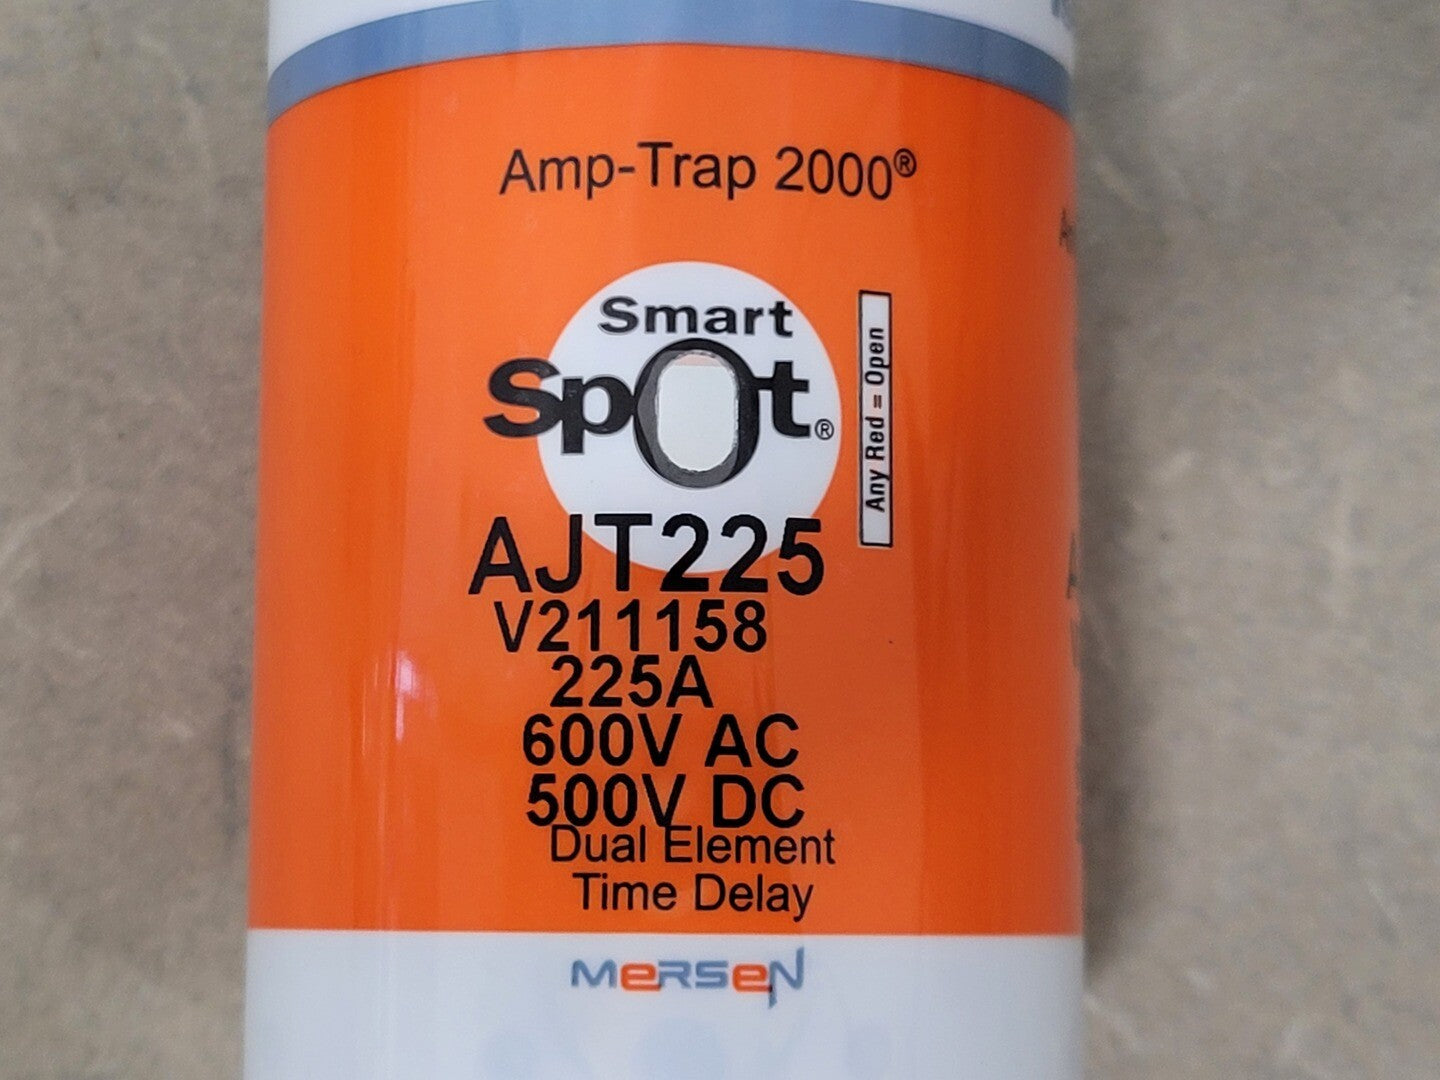 Amp-Trap 2000®
Smart
Spot®
Any Red = Open
AJT225
V211158
225A
600V AC
500V DC
Dual Element
Time Delay
MERSEN